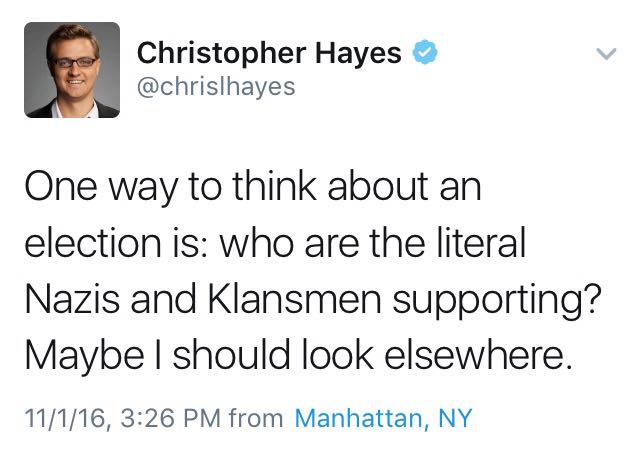 Christopher Hayes
@chrislhayes
One way to think about an
election is: who are the literal
Nazis and Klansmen supporting?
Maybe I should look elsewhere.
11/1/16, 3:26 PM from Manhattan, NY